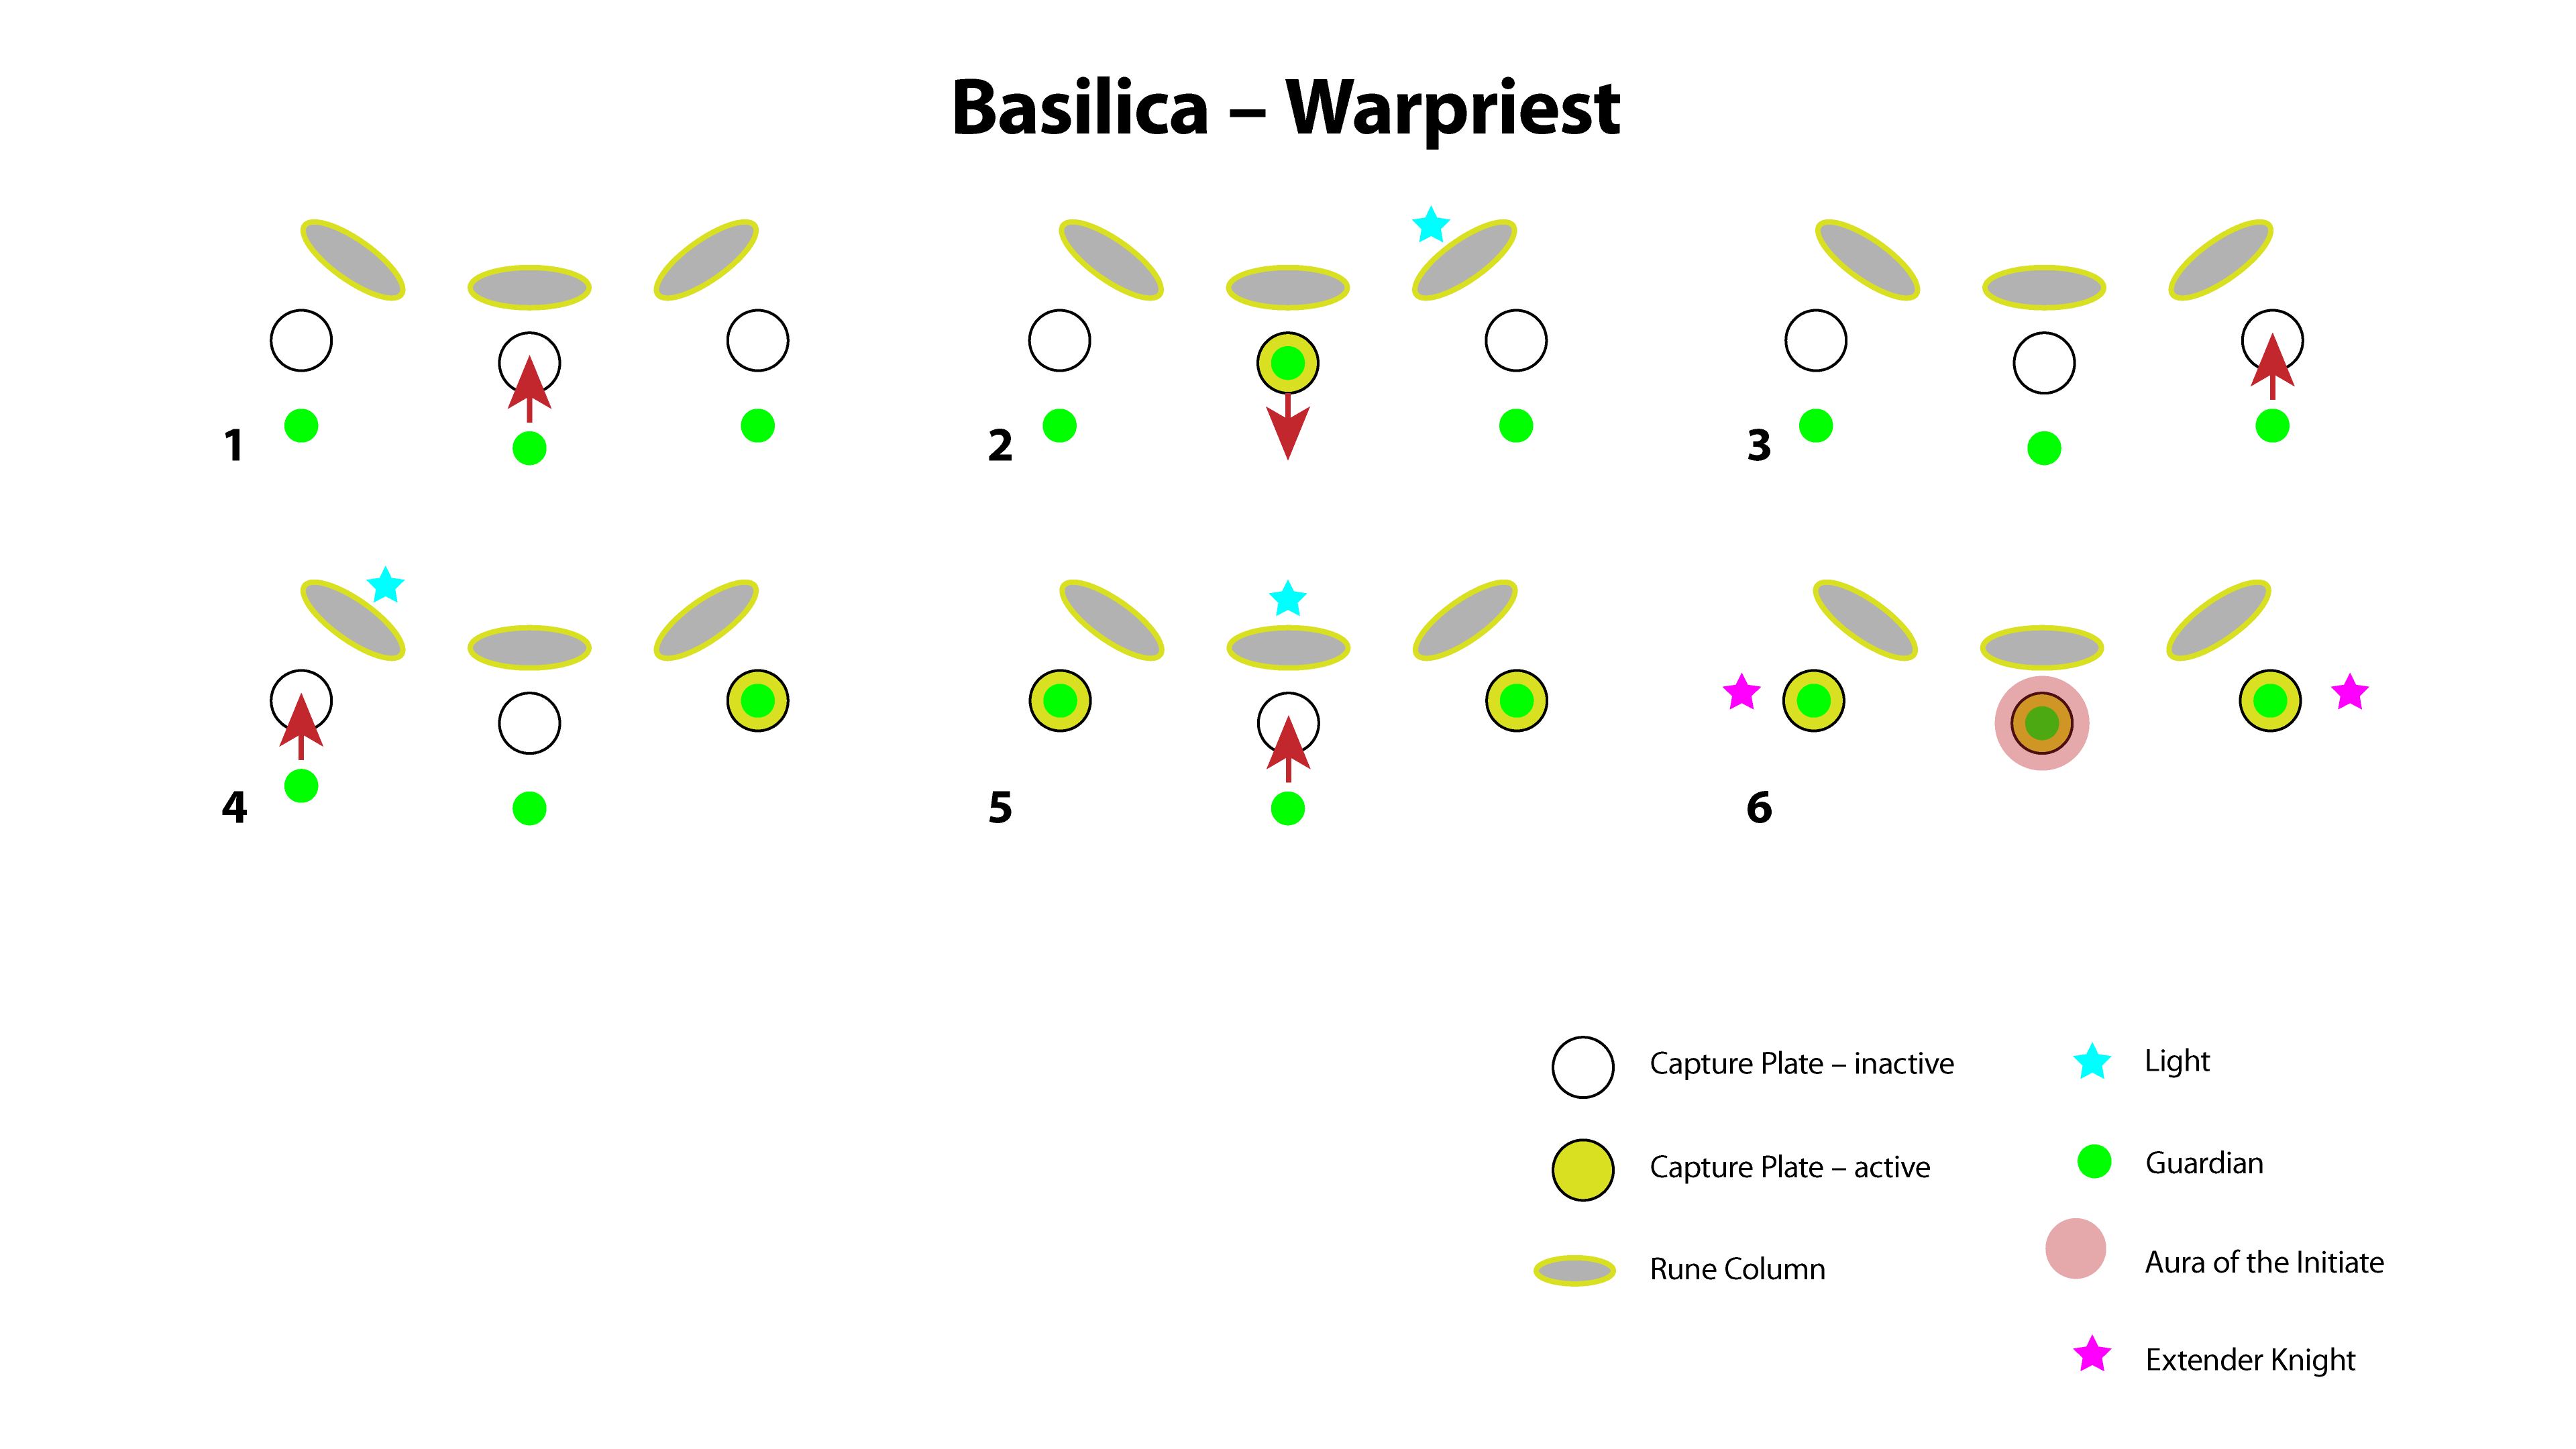 Basilica – Warpriest
1
2
3
4
5
6
Capture Plate – inactive
Light
Capture Plate – active
Guardian
Rune Column
Aura of the Initiate
Extender Knight